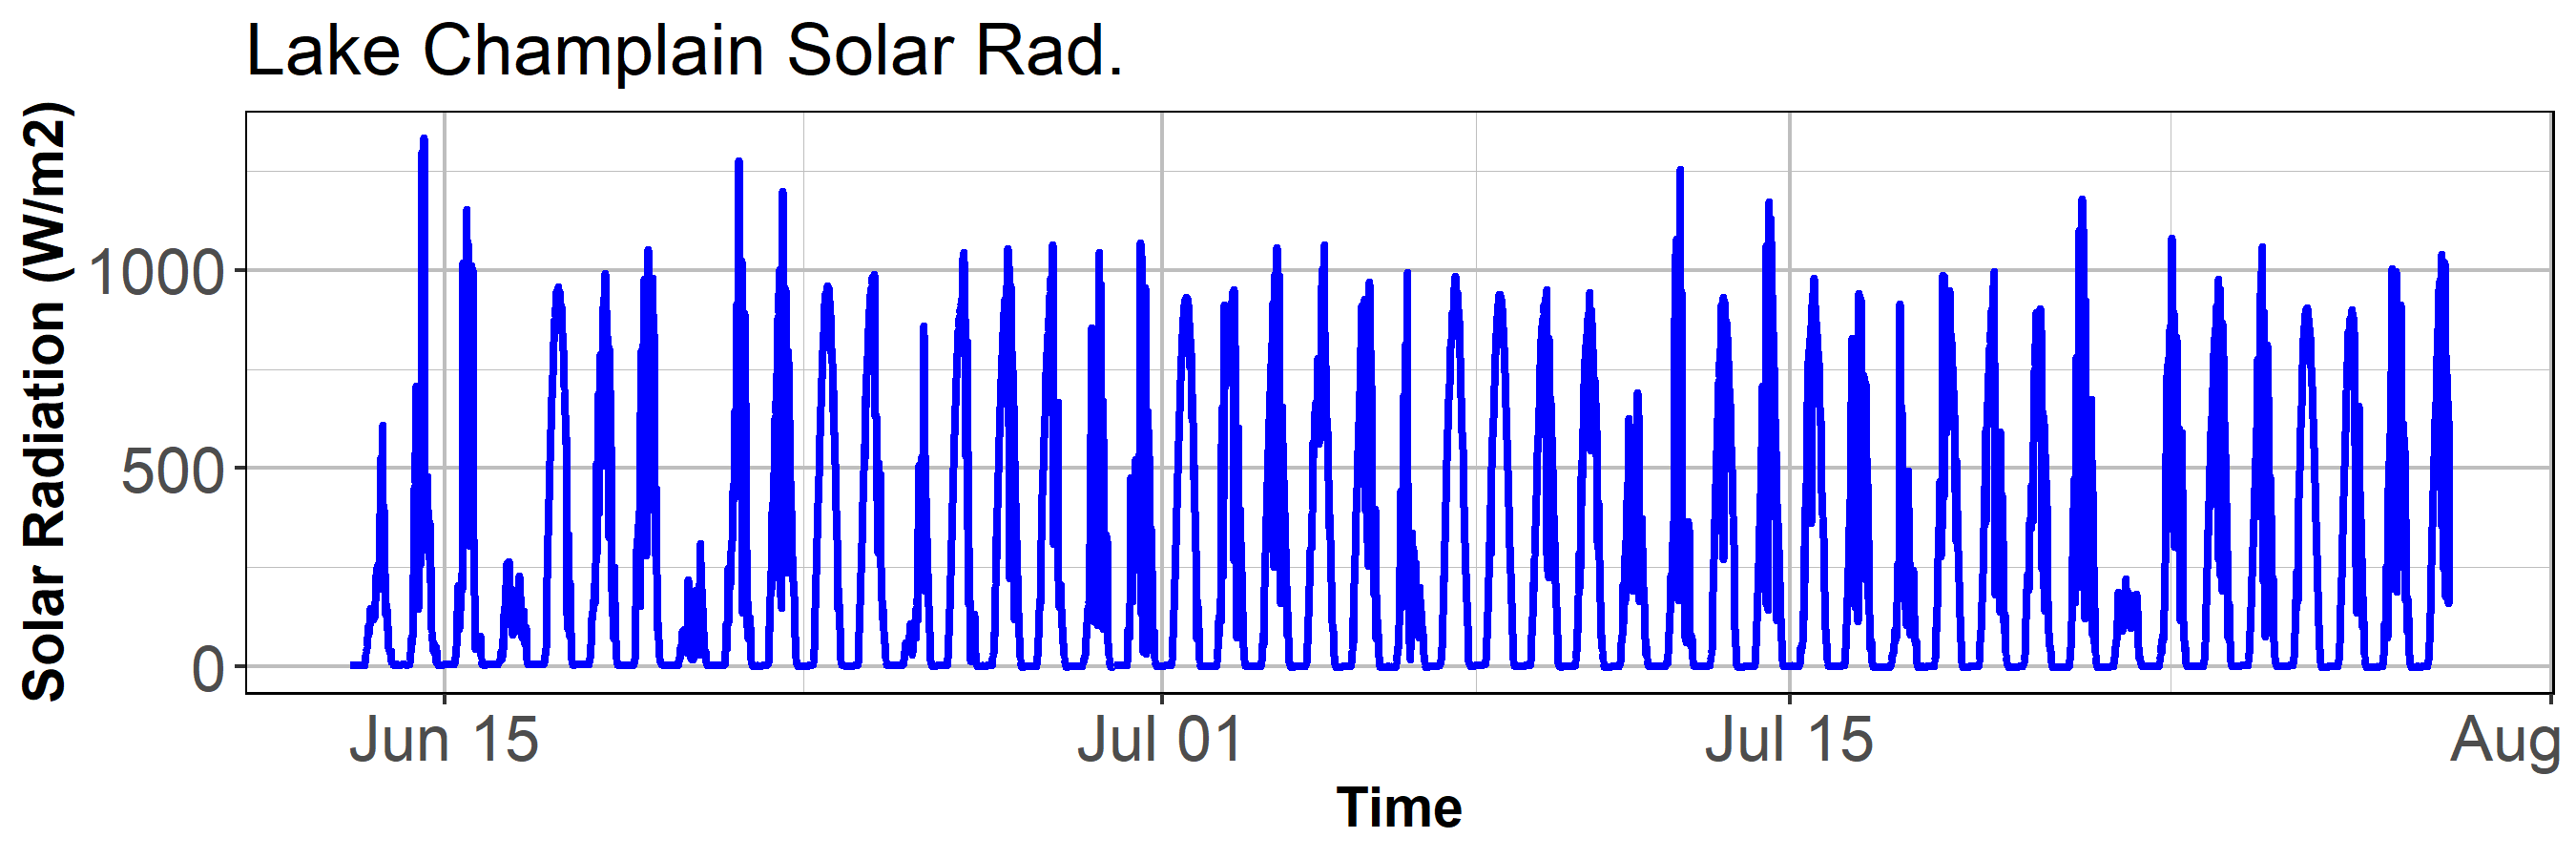 Lake Champlain Solar Rad.
Solar Radiation (W/m2)
1000
500
0
Jun 15
Jul 01
Jul 15
Aug
Time